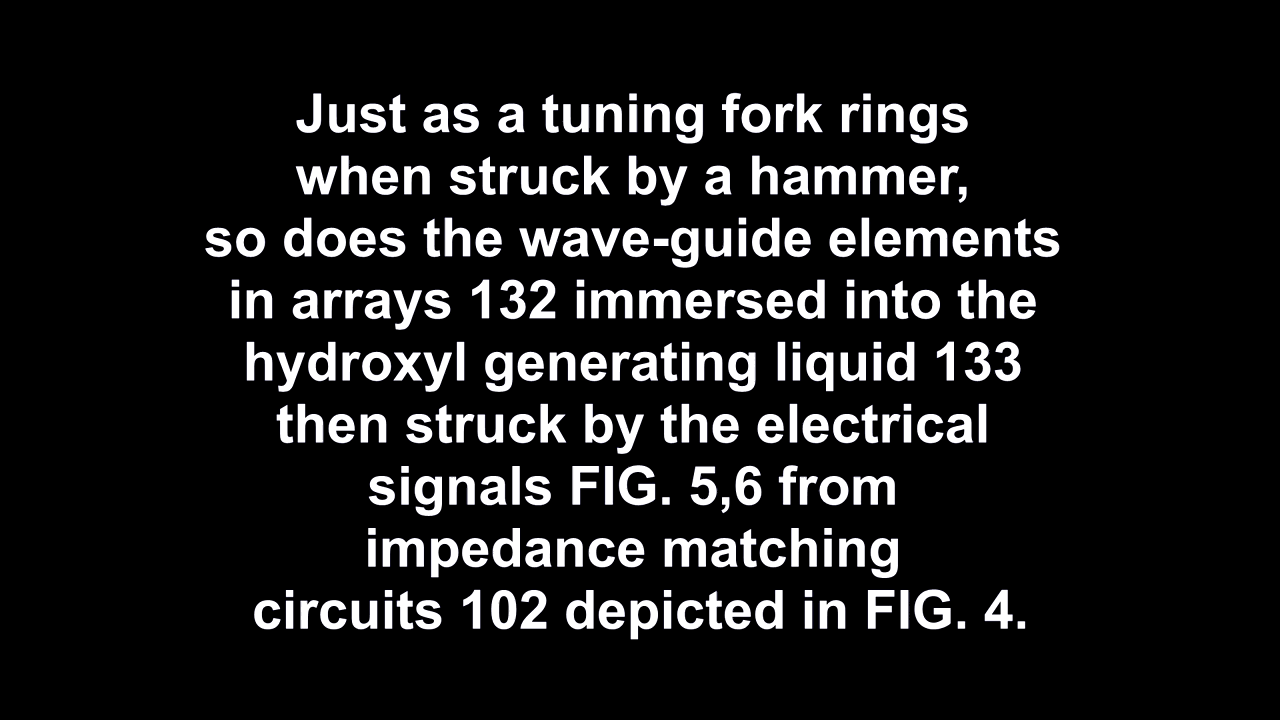 Just as a tuning fork rings
when struck by a hammer,
so does the wave-guide elements
in arrays 132 immersed into the
hydroxyl generating liquid 133
then struck by the electrical
signals FIG. 5,6 from
impedance matching
circuits 102 depicted in FIG. 4.